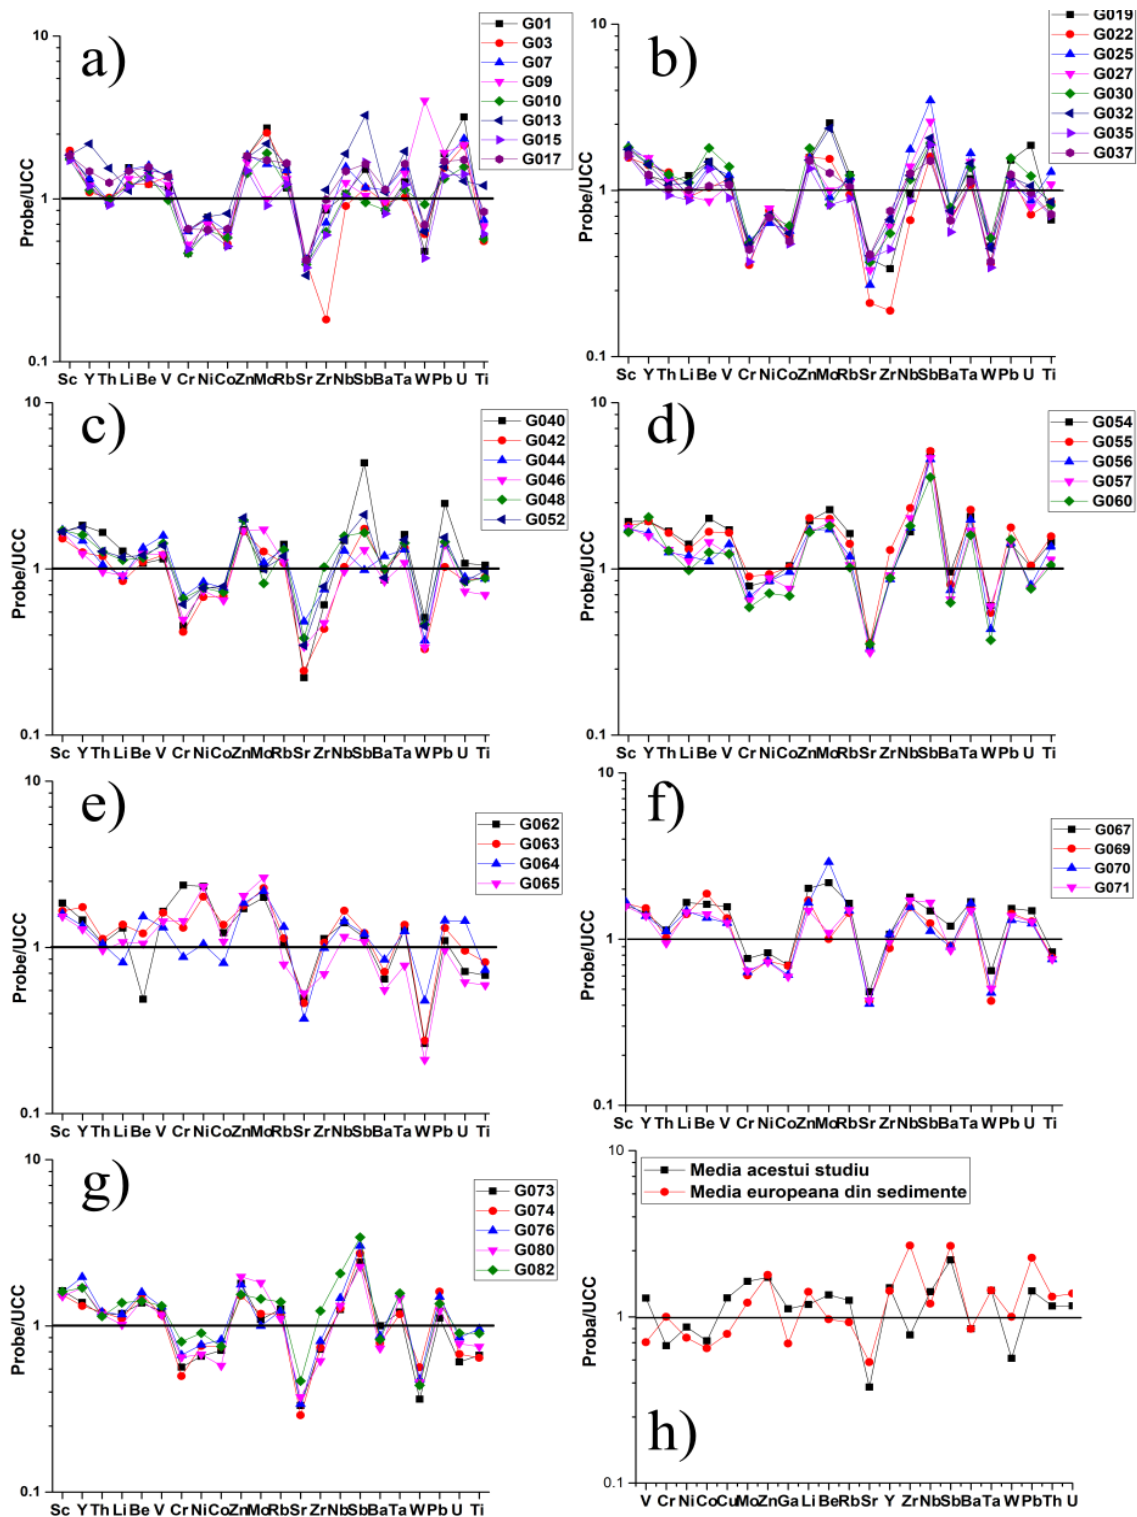 a)
10
1
0.1
Probe/UCC
G01
G03
G07
G09
G010
G013
G015
G017
Sc Y Th Li Be V Cr Ni Co Zn Mo Rb Sr Zr Nb Sb Ba Ta W Pb U Ti
b)
10
1
0.1
Probe/UCC
G019
G022
G025
G027
G030
G032
G035
G037
Sc Y Th Li Be V Cr Ni Co Zn Mo Rb Sr Zr Nb Sb Ba Ta W Pb U Ti
c)
10
1
0.1
Probe/UCC
G040
G042
G044
G046
G048
G052
Sc Y Th Li Be V Cr Ni Co Zn Mo Rb Sr Zr Nb Sb Ba Ta W Pb U Ti
d)
10
1
0.1
Probe/UCC
G054
G055
G056
G057
G060
Sc Y Th Li Be V Cr Ni Co Zn Mo Rb Sr Zr Nb Sb Ba Ta W Pb U Ti
e)
10
1
0.1
Probe/UCC
G062
G063
G064
G065
Sc Y Th Li Be V Cr Ni Co Zn Mo Rb Sr Zr Nb Sb Ba Ta W Pb U Ti
f)
10
1
0.1
Probe/UCC
G067
G069
G070
G071
Sc Y Th Li Be V Cr Ni Co Zn Mo Rb Sr Zr Nb Sb Ba Ta W Pb U Ti
g)
10
1
0.1
Probe/UCC
G073
G074
G076
G080
G082
Sc Y Th Li Be V Cr Ni Co Zn Mo Rb Sr Zr Nb Sb Ba Ta W Pb U Ti
h)
10
1
0.1
Proba/UCC
Media acestui studiu
Media europeana din sedimente
V Cr Ni Co Cu Mo Zn Ga Li Be Rb Sr Y Zr Nb Sb Ba Ta W Pb Th U